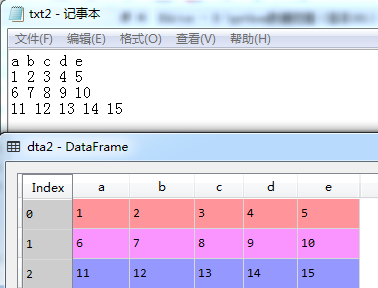 txt2 - 记事本
文件(F) 编辑(E) 格式(O) 查看(V) 帮助(H)
a b c d e
1 2 3 4 5
6 7 8 9 10
11 12 13 14 15
dta2 - DataFrame
Index a b c d e
0 1 2 3 4 5
1 6 7 8 9 10
2 11 12 13 14 15